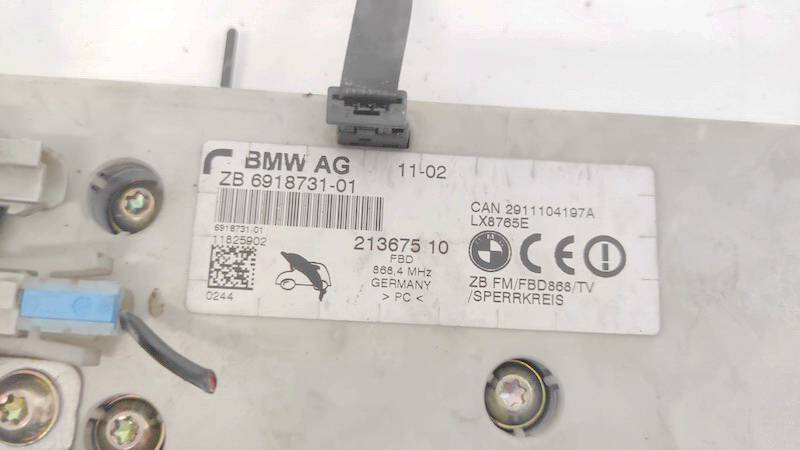 BMW AG
11-02
ZB 6918731-01
6918731-01
11825902
0244
213675 10
FBD
868,4 MHz
GERMANY
> PC <
CAN 2911104197A
LX8765E
CE
ZB FM/FBD868/TV
/SPERRKREIS